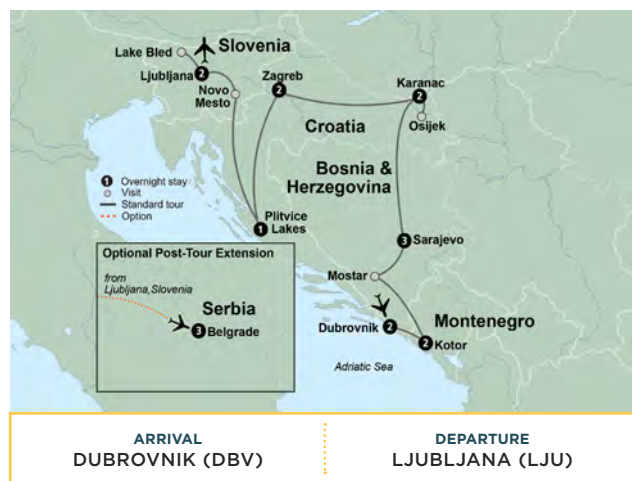 Lake Bled
Slovenia
Ljubljana
2
Novo
Mesto
Zagreb
2
Karanac
2
Osijek
Croatia
Bosnia &
Herzegovina
1 Overnight stay
Visit
Standard tour
Option
Plitvice
Lakes
1
Optional Post-Tour Extension
from
Ljubljana,Slovenia
Serbia
3 Belgrade
3 Sarajevo
Mostar
Montenegro
Dubrovnik 2
2 Kotor
Adriatic Sea
ARRIVAL
DUBROVNIK (DBV)
DEPARTURE
LJUBLJANA (LJU)